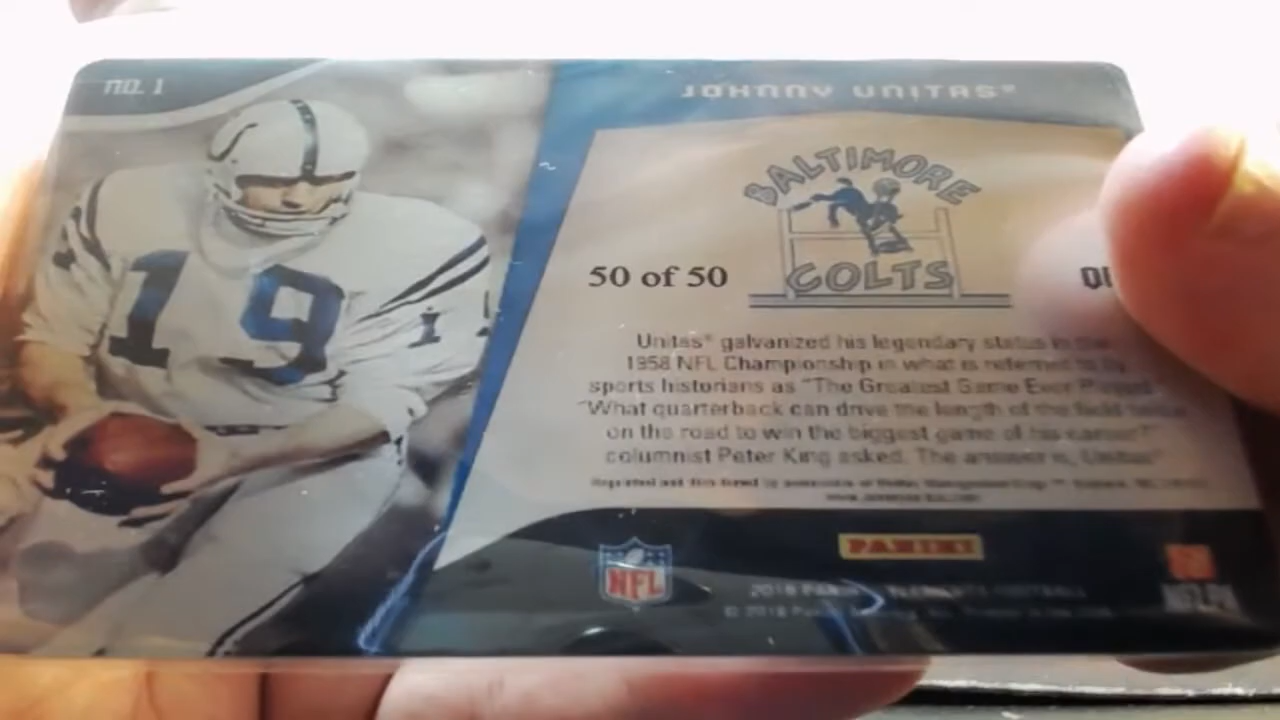 NO. 1
JOHNNY UNITAS
BALTIMORE
COLTS
50 of 50
19
1
Unitas galvanized his legendary status in the
1958 NFL Championship in what is referred to by
sports historians as "The Greatest Game Ever Played
"What quarterback can drive the length of the field
on the road to win the biggest game of his career?"
columnist Peter King asked. The answer is, Unitas
PANINI
NFL